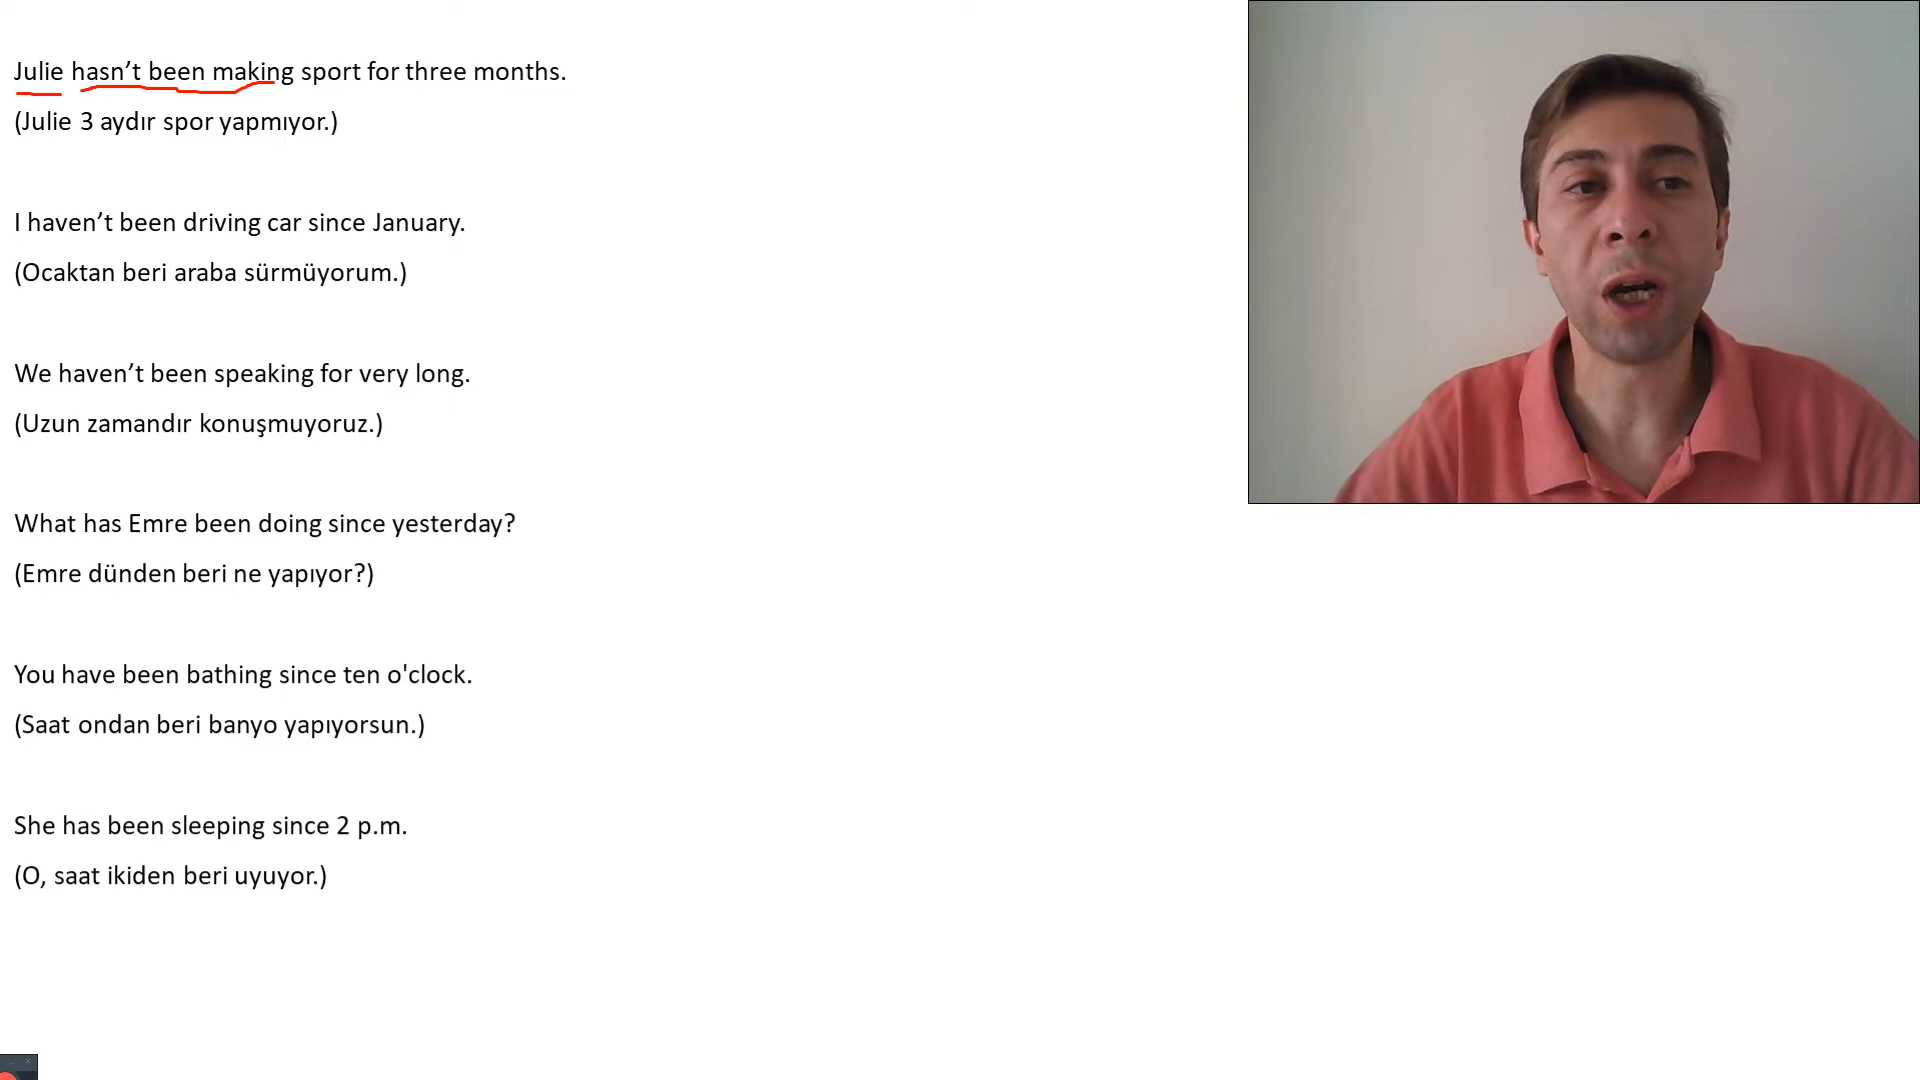 Julie hasn’t been making sport for three months.
(Julie 3 aydır spor yapmıyor.)
I haven’t been driving car since January.
(Ocaktan beri araba sürmüyorum.)
We haven’t been speaking for very long.
(Uzun zamandır konuşmuyoruz.)
What has Emre been doing since yesterday?
(Emre dünden beri ne yapıyor?)
You have been bathing since ten o'clock.
(Saat ondan beri banyo yapıyorsun.)
She has been sleeping since 2 p.m.
(O, saat ikiden beri uyuyor.)